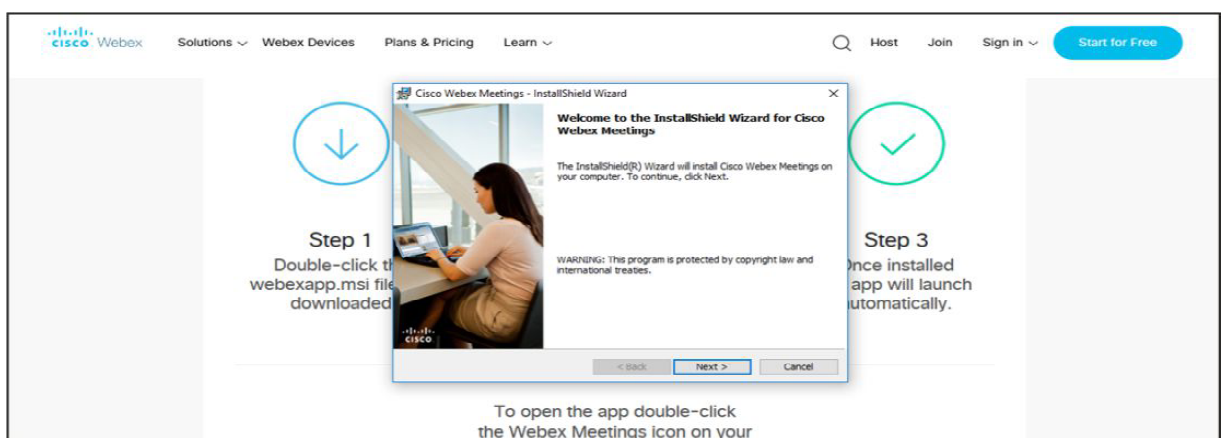 CISCO Webex Solutions Webex Devices Plans & Pricing Learn Host Join Sign in Start for Free
Cisco Webex Meetings - InstallShield Wizard
Welcome to the InstallShield Wizard for Cisco
Webex Meetings
The InstallShield(R) Wizard will install Cisco Webex Meetings on
your computer. To continue, click Next.
WARNING: This program is protected by copyright law and
international treaties.
CISCO
< Back Next > Cancel
Step 1
Double-click
webexapp.msi
downloaded
Step 3
installed
app will launch
To open the app double-click
the Webex Meetings icon on your